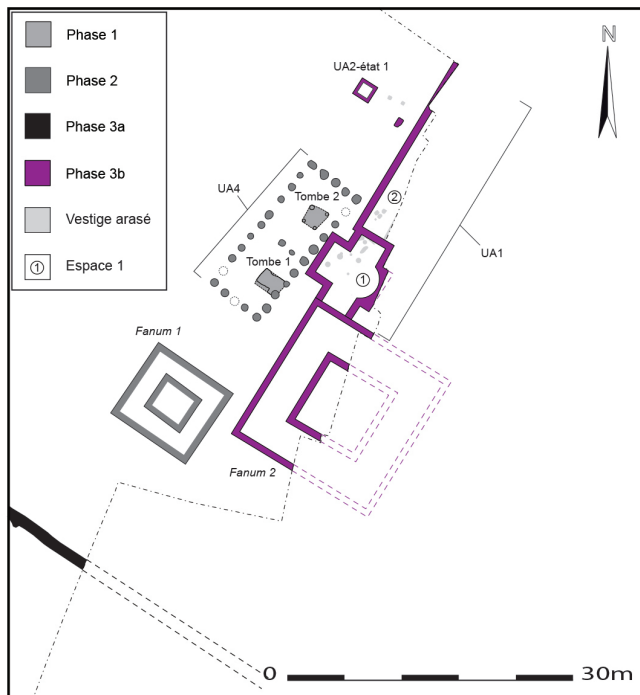 Phase 1
Phase 2
Phase 3a
Phase 3b
Vestige arasé
① Espace 1
N
UA2-état 1
UA4
Tombe 2
②
UA1
Tombe 1
①
Fanum 1
Fanum 2
0 30m